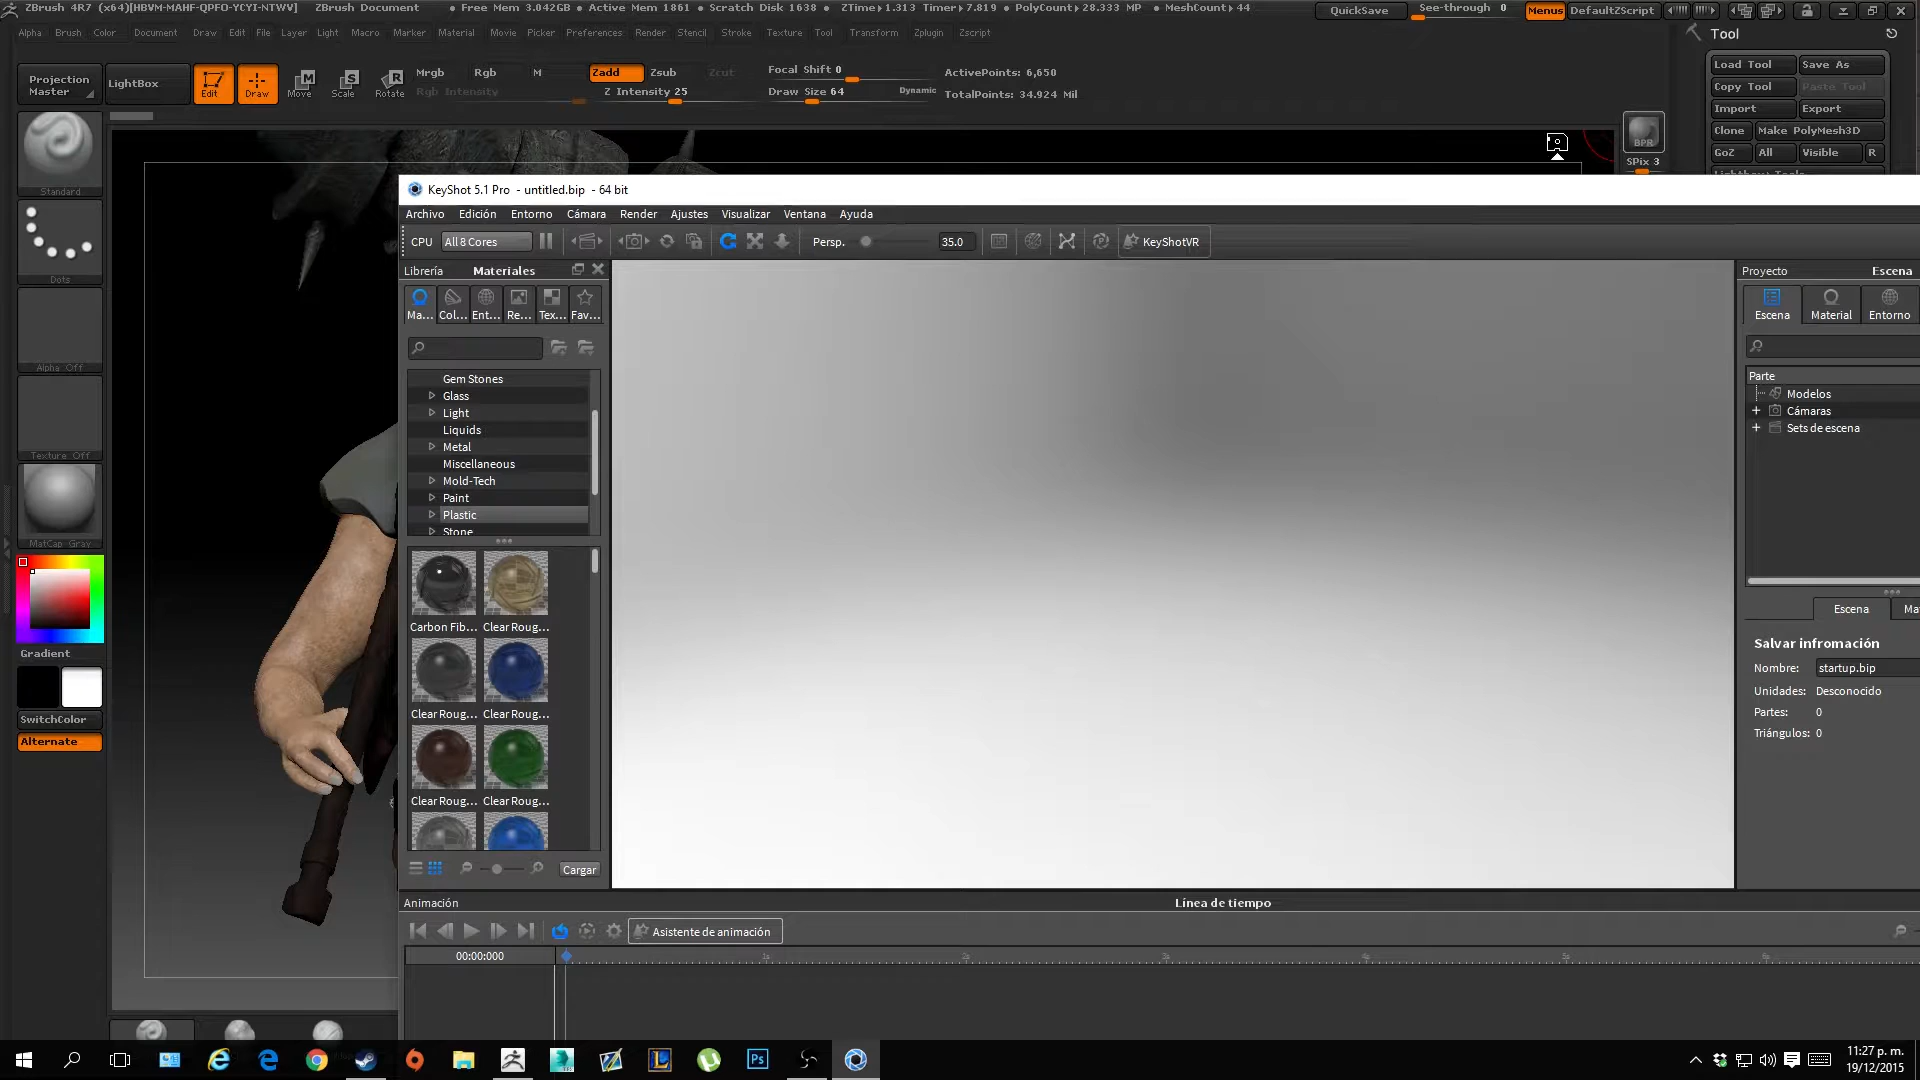 ZBrush 4R7 (x64)[HBVM-MAHF-QPFO-YCYI-NTWV] ZBrush Document • Free Mem 3.042GB • Active Mem 1861 • Scratch Disk 1638 • ZTime▸1.313 Timer▸7.819 • PolyCount▸28.333 MP • MeshCount▸44 QuickSave See-through 0 Menus DefaultZScript
Alpha Brush Color Document Draw Edit File Layer Light Macro Marker Material Movie Picker Preferences Render Stencil Stroke Texture Tool Transform Zplugin Zscript
Tool
Load Tool Save As
Copy Tool Paste Tool
Import Export
Clone Make PolyMesh3D
GoZ All Visible R
Projection Master
LightBox
Edit Draw Move Scale Rotate
Mrgb Rgb M Zadd Zsub Zcut
Rgb Intensity Z Intensity 25
Focal Shift 0
Draw Size 64 Dynamic
ActivePoints: 6,650
TotalPoints: 34.924 Mil
BPR
SPix 3
Standard
Dots
Alpha Off
Texture Off
MatCap Gray
Gradient
SwitchColor
Alternate
KeyShot 5.1 Pro - untitled.bip - 64 bit
Archivo Edición Entorno Cámara Render Ajustes Visualizar Ventana Ayuda
CPU All 8 Cores Persp. 35.0 KeyShotVR
Librería Materiales
Ma... Col... Ent... Re... Tex... Fav...
Gem Stones
Glass
Light
Liquids
Metal
Miscellaneous
Mold-Tech
Paint
Plastic
Stone
Carbon Fib... Clear Roug...
Clear Roug... Clear Roug...
Clear Roug... Clear Roug...
Cargar
Proyecto Escena
Escena Material Entorno
Parte
Modelos
Cámaras
Sets de escena
Escena
Salvar infromación
Nombre: startup.bip
Unidades: Desconocido
Partes: 0
Triángulos: 0
Animación Línea de tiempo
Asistente de animación
00:00:000 1s 2s 3s 4s 5s 6s
Ps
11:27 p. m.
19/12/2015